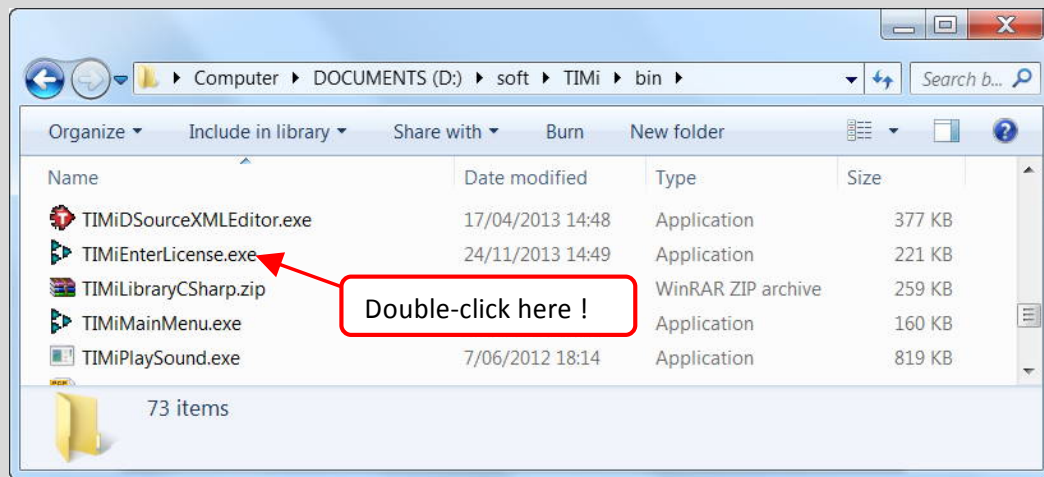 Computer ▸ DOCUMENTS (D:) ▸ soft ▸ TIMi ▸ bin ▸ Search b...
Organize Include in library Share with Burn New folder
Name Date modified Type Size
TIMiDSourceXMLEditor.exe 17/04/2013 14:48 Application 377 KB
TIMiEnterLicense.exe 24/11/2013 14:49 Application 221 KB
TIMiLibraryCSharp.zip WinRAR ZIP archive 259 KB
Double-click here !
TIMiMainMenu.exe Application 160 KB
TIMiPlaySound.exe 7/06/2012 18:14 Application 819 KB
73 items